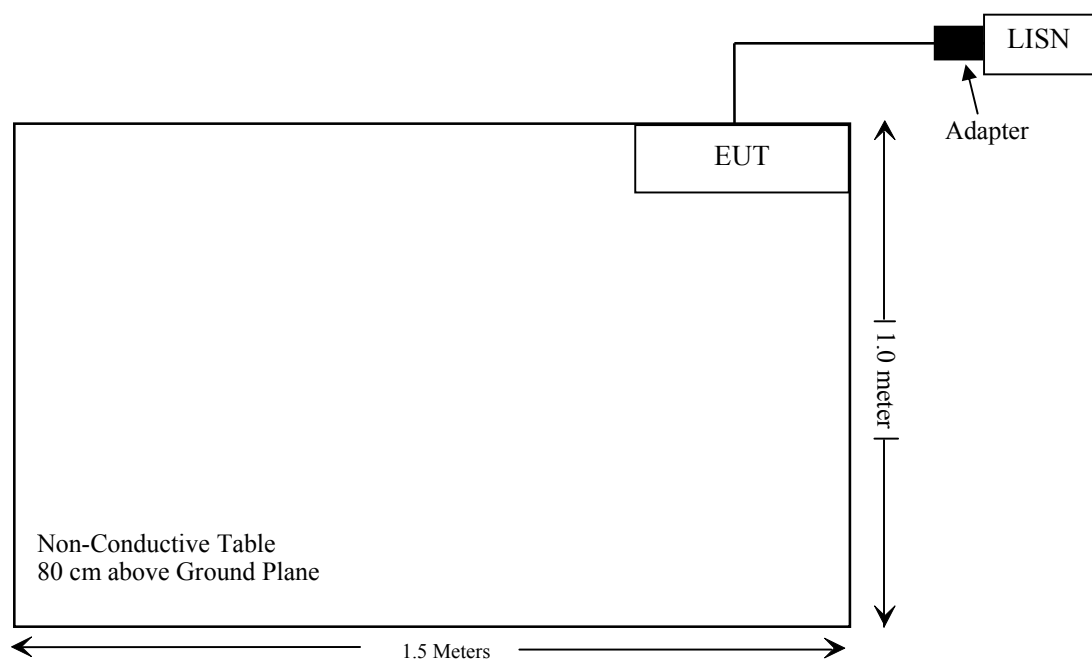 LISN
Adapter
EUT
1.0 meter
Non-Conductive Table
80 cm above Ground Plane
1.5 Meters